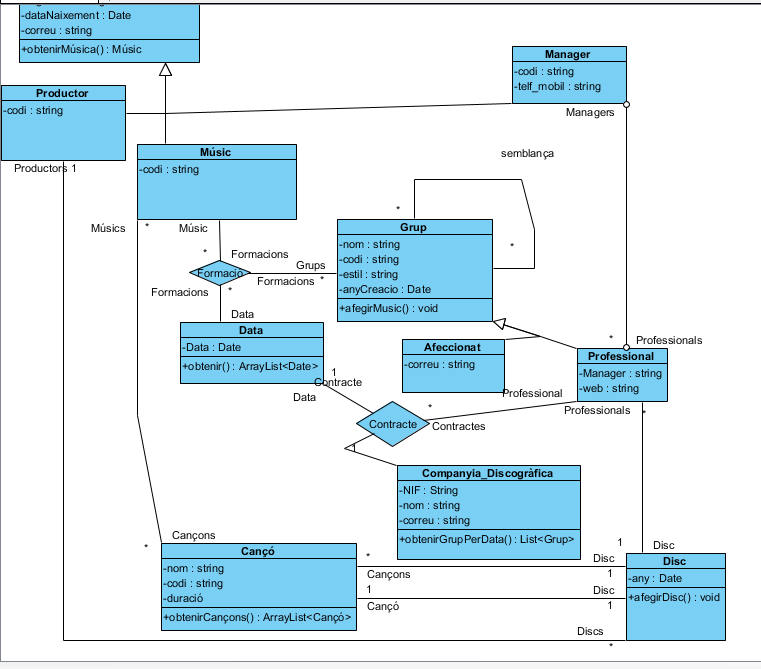 -dataNaixement : Date
-correu : string
+obtenirMúsica() : Músic
Manager
-codi : string
-telf_mobil : string
Managers
Productor
-codi : string
Productors 1
Músic
-codi : string
semblança
*
*
Músics
*
Músic
*
Formacions
Formacio
Grups
Formacions
*
Formacions
*
Grup
-nom : string
-codi : string
-estil : string
-anyCreacio : Date
+afegirMusic() : void
Data
Data
-Data : Date
+obtenir() : ArrayList<Date>
1
Contracte
Data
Afeccionat
-correu : string
*
Professionals
Professional
-Manager : string
-web : string
Professional
Professionals
*
*
Contracte
Contractes
1
Companyia_Discogràfica
-NIF : String
-nom : string
-correu : string
+obtenirGrupPerData() : List<Grup>
Cançons
*
Cançó
-nom : string
-codi : string
-duració
+obtenirCançons() : ArrayList<Cançó>
*
Cançons
1
Cançó
1
Disc
Disc
1
Disc
1
Disc
-any : Date
+afegirDisc() : void
Discs
*